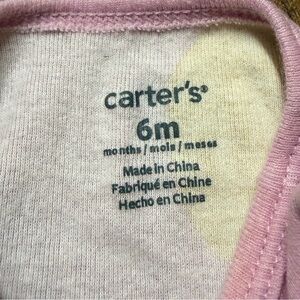 carter's®
6m
months / mois / meses
Made in China
Fabriqué en Chine
Hecho en China